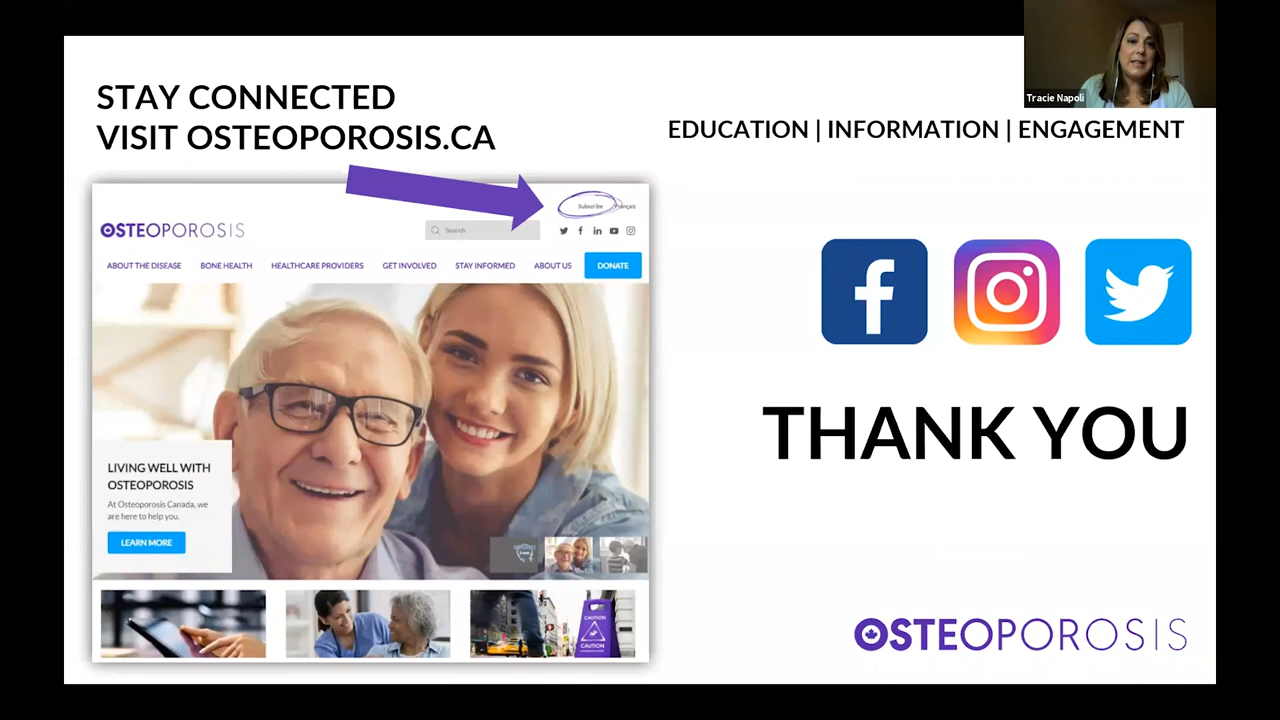 STAY CONNECTED
VISIT OSTEOPOROSIS.CA
Tracie Napoli
EDUCATION | INFORMATION | ENGAGEMENT
Subscribe Français
OSTEOPOROSIS
Search
ABOUT THE DISEASE BONE HEALTH HEALTHCARE PROVIDERS GET INVOLVED STAY INFORMED ABOUT US DONATE
LIVING WELL WITH
OSTEOPOROSIS
At Osteoporosis Canada, we
are here to help you.
LEARN MORE
CAUTION
CAUTION
THANK YOU
OSTEOPOROSIS